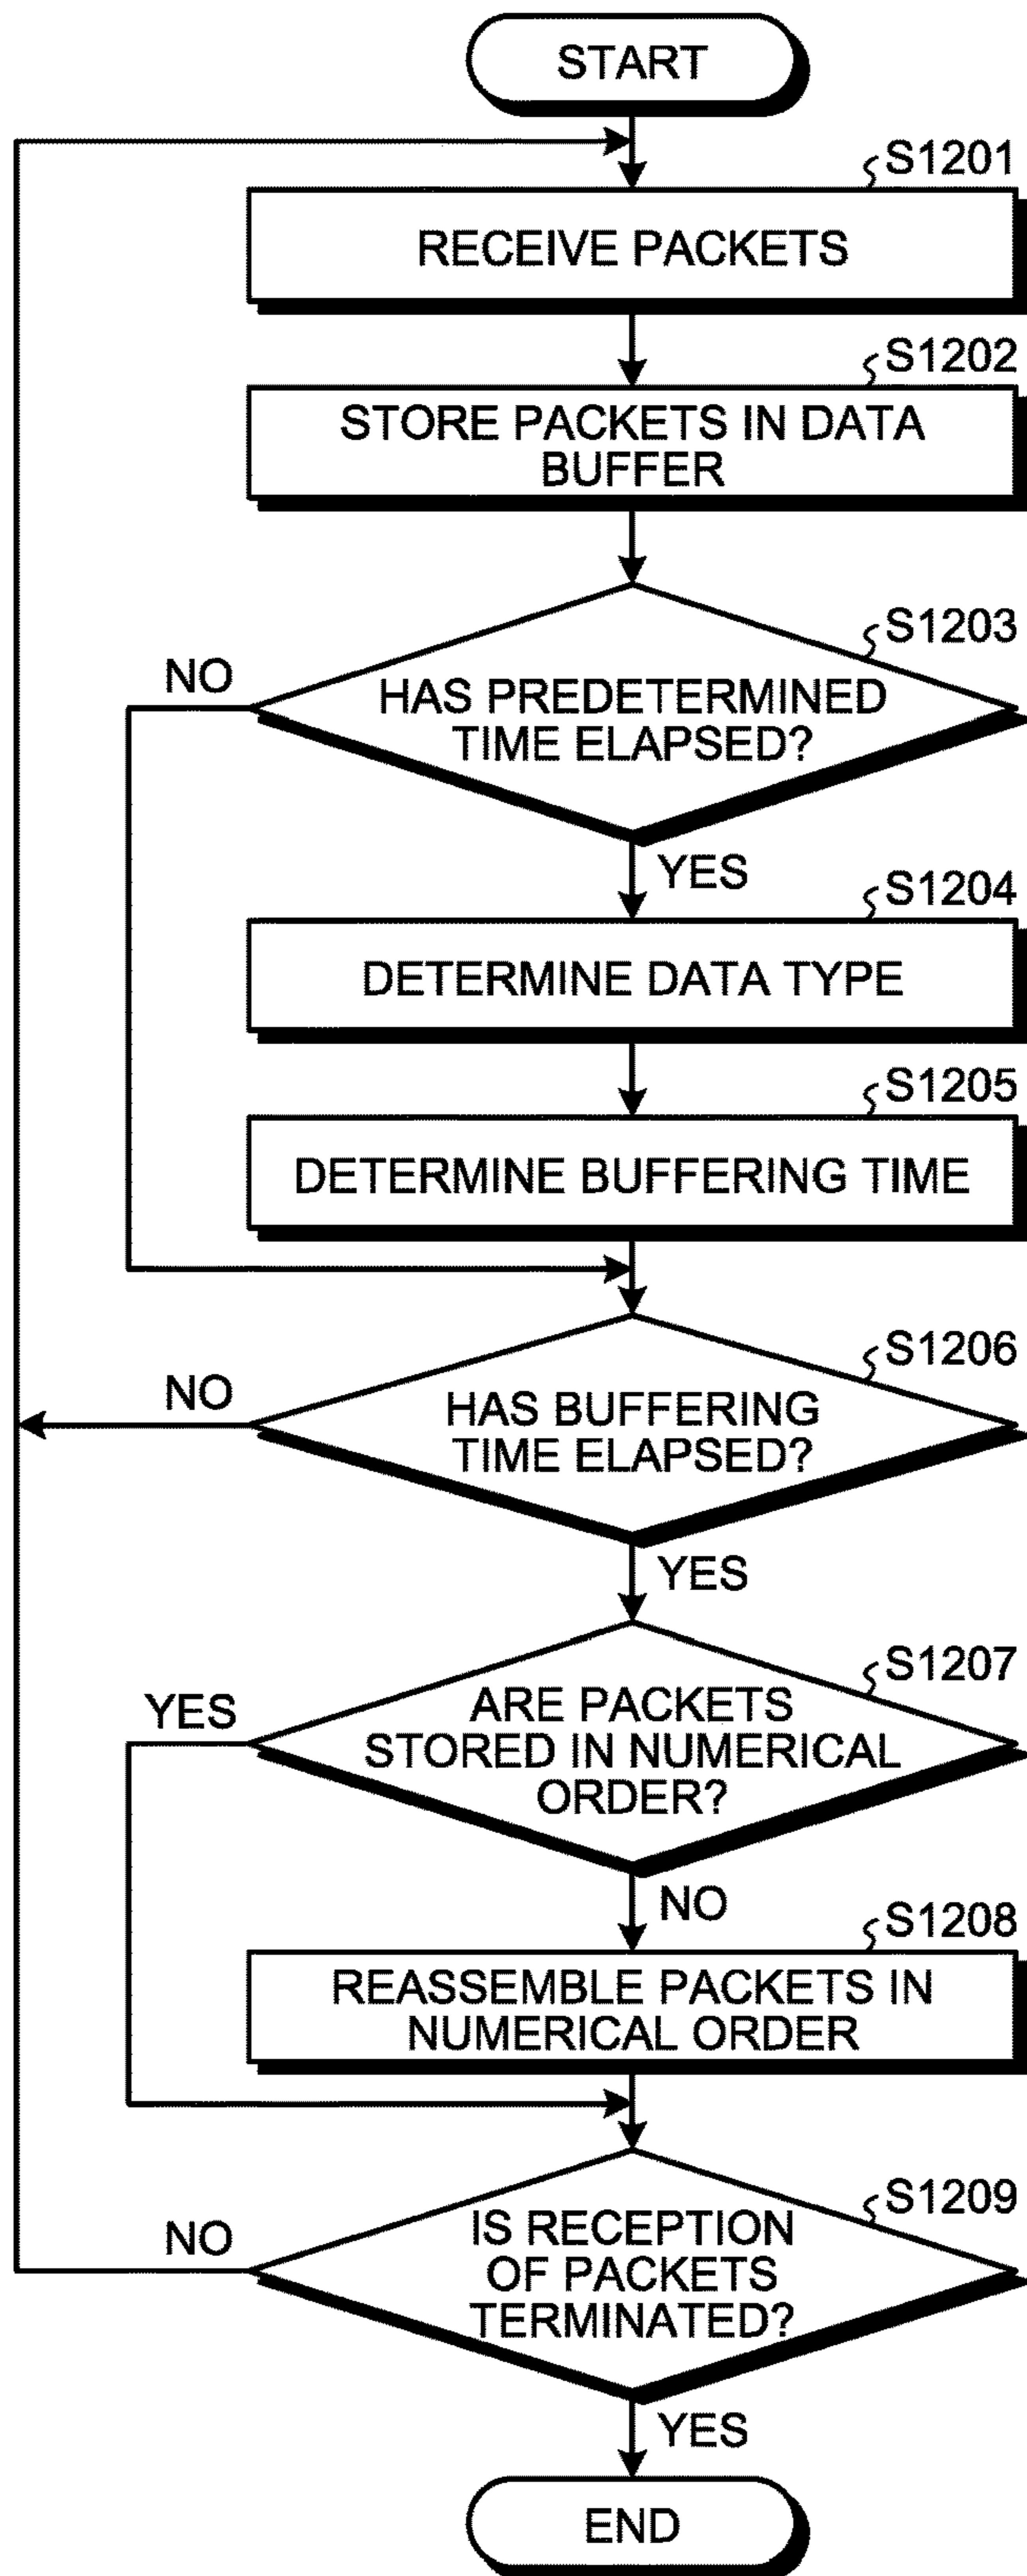 START
S1201
RECEIVE PACKETS
S1202
STORE PACKETS IN DATA
BUFFER
S1203
NO
HAS PREDETERMINED
TIME ELAPSED?
YES
S1204
DETERMINE DATA TYPE
S1205
DETERMINE BUFFERING TIME
S1206
NO
HAS BUFFERING
TIME ELAPSED?
YES
S1207
YES
ARE PACKETS
STORED IN NUMERICAL
ORDER?
NO
S1208
REASSEMBLE PACKETS IN
NUMERICAL ORDER
S1209
NO
IS RECEPTION
OF PACKETS
TERMINATED?
YES
END